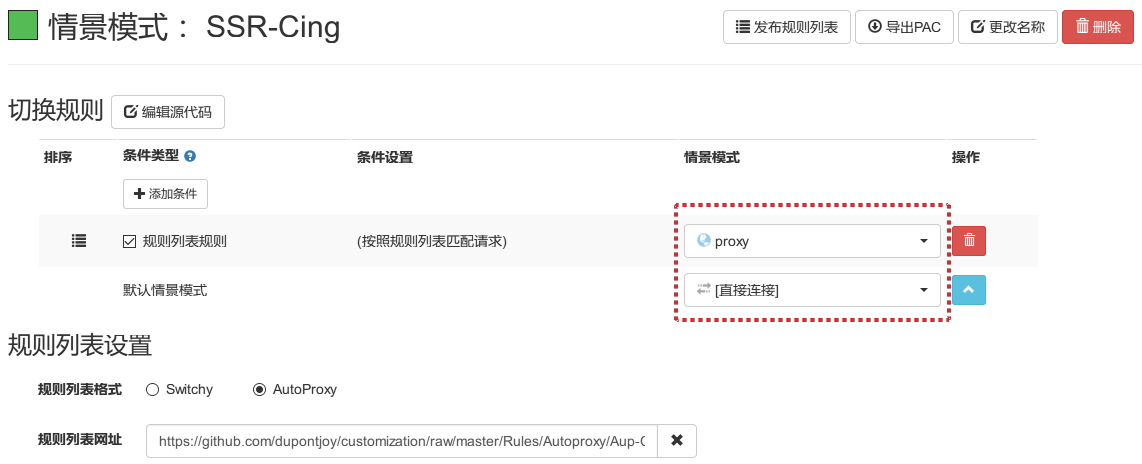 情景模式： SSR-Cing
发布规则列表 导出PAC 更改名称 删除
切换规则 编辑源代码
排序 条件类型 条件设置 情景模式 操作
添加条件
规则列表规则 (按照规则列表匹配请求) proxy
默认情景模式 [直接连接]
规则列表设置
规则列表格式 Switchy AutoProxy
规则列表网址 https://github.com/dupontjoy/customization/raw/master/Rules/Autoproxy/Aup-C